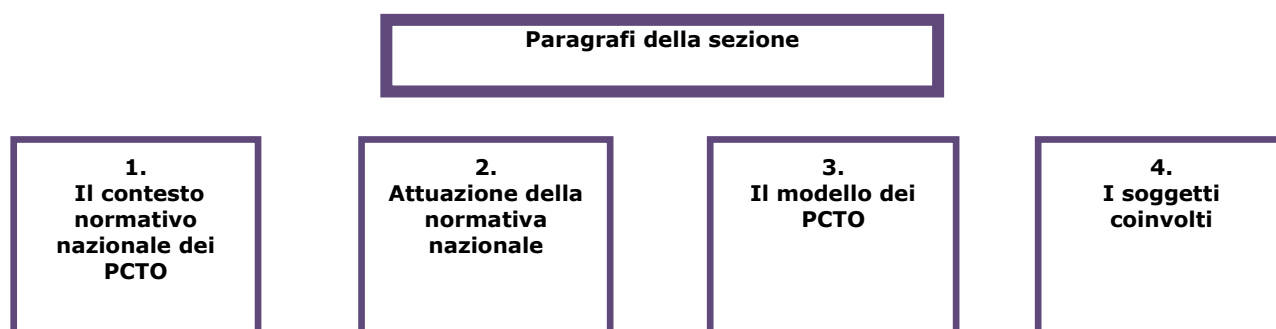 Paragrafi della sezione
1.
Il contesto
normativo
nazionale dei
PCTO
2.
Attuazione della
normativa
nazionale
3.
Il modello dei
PCTO
4.
I soggetti
coinvolti